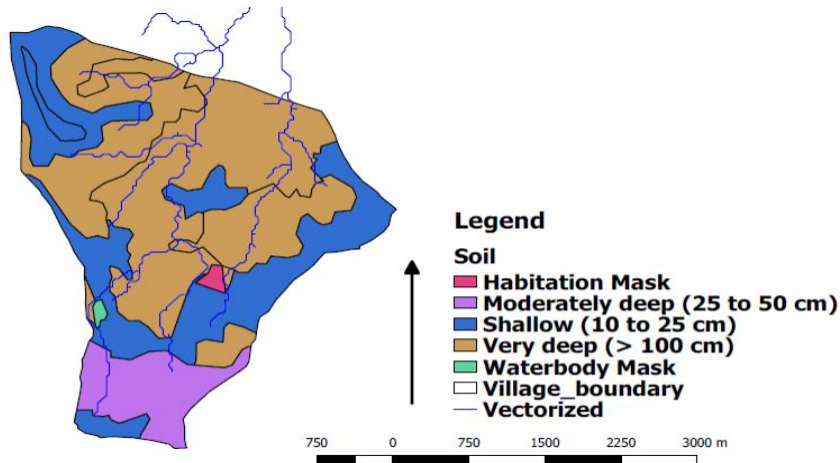 Legend
Soil
Habitation Mask
Moderately deep (25 to 50 cm)
Shallow (10 to 25 cm)
Very deep (> 100 cm)
Waterbody Mask
Village_boundary
Vectorized
750 0 750 1500 2250 3000 m